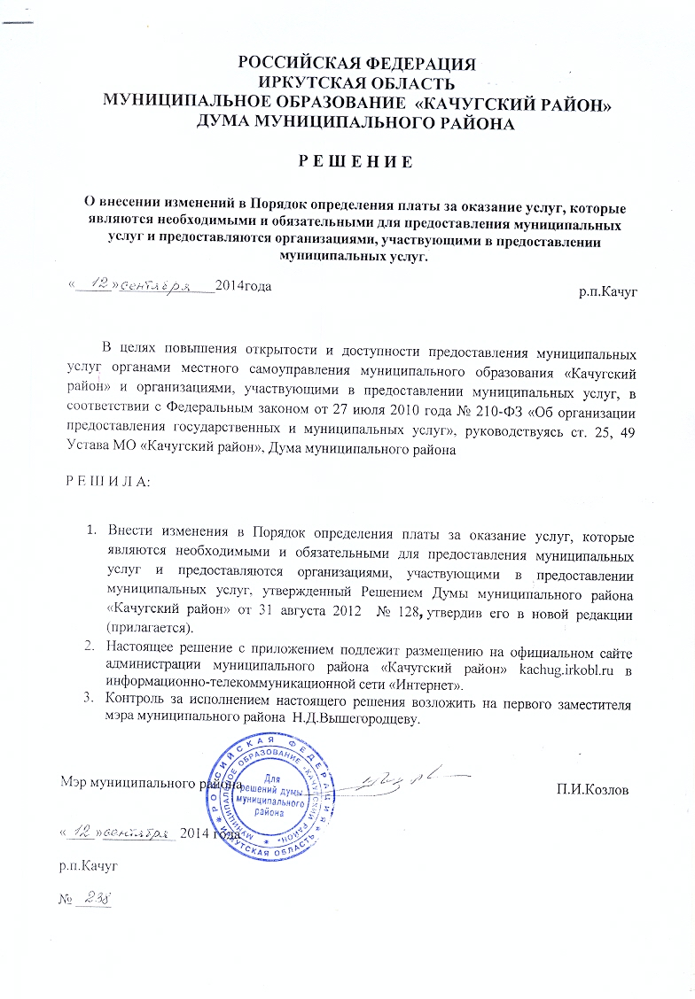 РОССИЙСКАЯ ФЕДЕРАЦИЯ
ИРКУТСКАЯ ОБЛАСТЬ
МУНИЦИПАЛЬНОЕ ОБРАЗОВАНИЕ «КАЧУГСКИЙ РАЙОН»
ДУМА МУНИЦИПАЛЬНОГО РАЙОНА
Р Е Ш Е Н И Е
О внесении изменений в Порядок определения платы за оказание услуг, которые
являются необходимыми и обязательными для предоставления муниципальных
услуг и предоставляются организациями, участвующими в предоставлении
муниципальных услуг.
«12» сентября 2014года
р.п.Качуг
В целях повышения открытости и доступности предоставления муниципальных
услуг органами местного самоуправления муниципального образования «Качугский
район» и организациями, участвующими в предоставлении муниципальных услуг, в
соответствии с Федеральным законом от 27 июля 2010 года № 210-ФЗ «Об организации
предоставления государственных и муниципальных услуг», руководствуясь ст. 25, 49
Устава МО «Качугский район», Дума муниципального района
Р Е Ш И Л А:
1. Внести изменения в Порядок определения платы за оказание услуг, которые
являются необходимыми и обязательными для предоставления муниципальных
услуг и предоставляются организациями, участвующими в предоставлении
муниципальных услуг, утвержденный Решением Думы муниципального района
«Качугский район» от 31 августа 2012 № 128, утвердив его в новой редакции
(прилагается).
2. Настоящее решение с приложением подлежит размещению на официальном сайте
администрации муниципального района «Качугский район» kachug.irkobl.ru в
информационно-телекоммуникационной сети «Интернет».
3. Контроль за исполнением настоящего решения возложить на первого заместителя
мэра муниципального района Н.Д.Вышегородцеву.
Мэр муниципального района
П.И.Козлов
РОССИЙСКАЯ ФЕДЕРАЦИЯ * ИРКУТСКАЯ ОБЛАСТЬ *
МУНИЦИПАЛЬНОЕ ОБРАЗОВАНИЕ "КАЧУГСКИЙ РАЙОН" *
Для
решений думы
муниципального
района
«12» сентября 2014 года
р.п.Качуг
№ 238